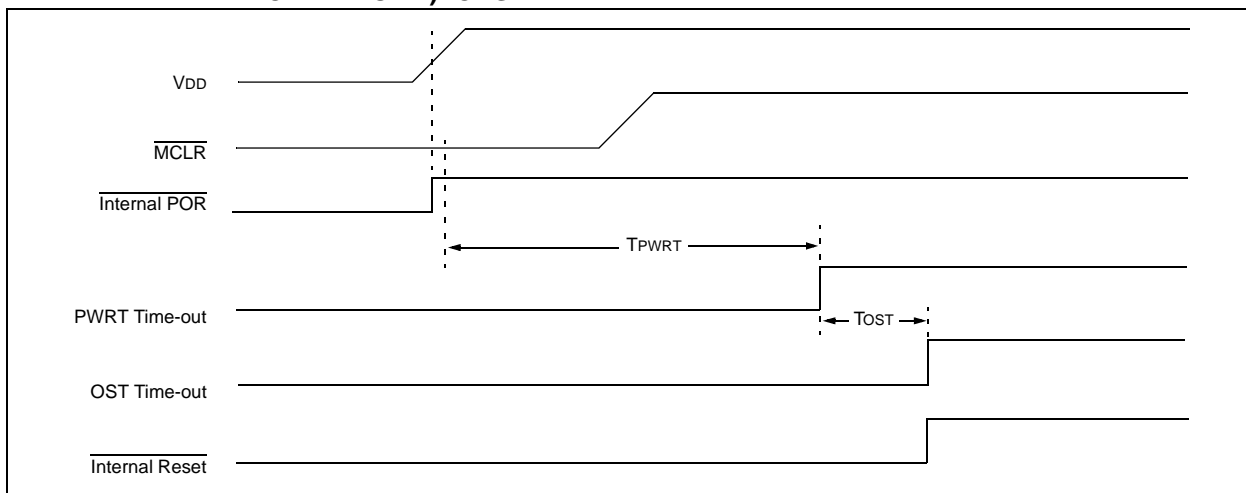 VDD
MCLR
Internal POR
TPWRT
PWRT Time-out
TOST
OST Time-out
Internal Reset